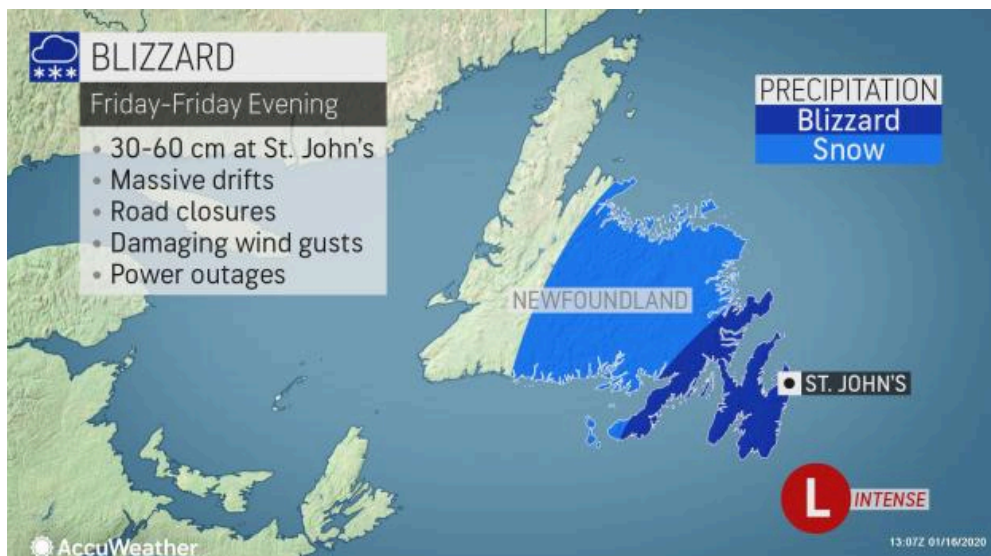 BLIZZARD
Friday-Friday Evening
• 30-60 cm at St. John's
• Massive drifts
• Road closures
• Damaging wind gusts
• Power outages
PRECIPITATION
Blizzard
Snow
NEWFOUNDLAND
ST. JOHN'S
L INTENSE
AccuWeather
13:07Z 01/16/2020